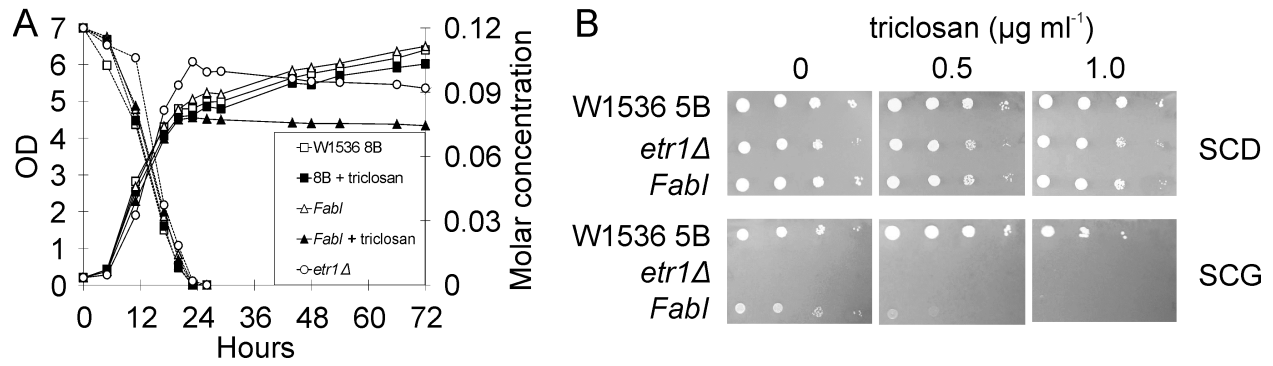 A
OD
7
6
5
4
3
2
1
0
0.12
0.09
0.06
0.03
0
Molar concentration
W1536 8B
8B + triclosan
FabI
FabI + triclosan
etr1Δ
0 12 24 36 48 60 72
Hours
B
triclosan (µg ml-1)
0 0.5 1.0
W1536 5B
etr1Δ
FabI
SCD
W1536 5B
etr1Δ
FabI
SCG